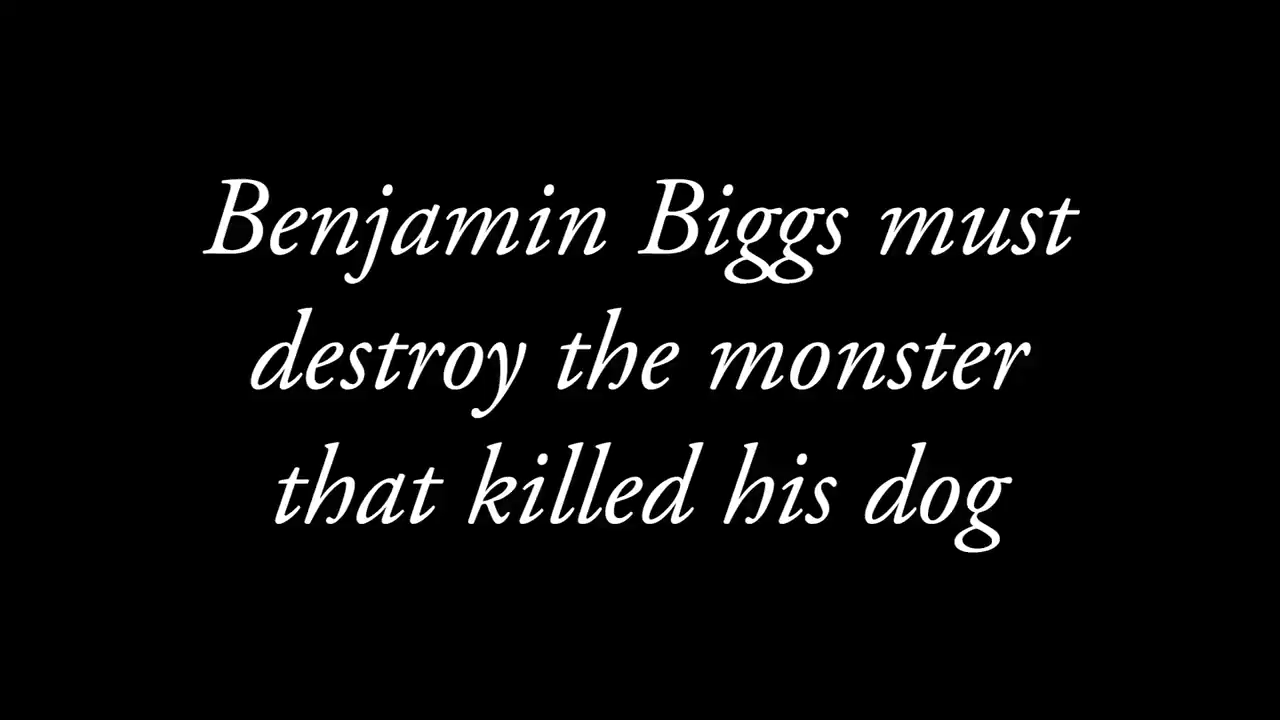 Benjamin Biggs must
destroy the monster
that killed his dog